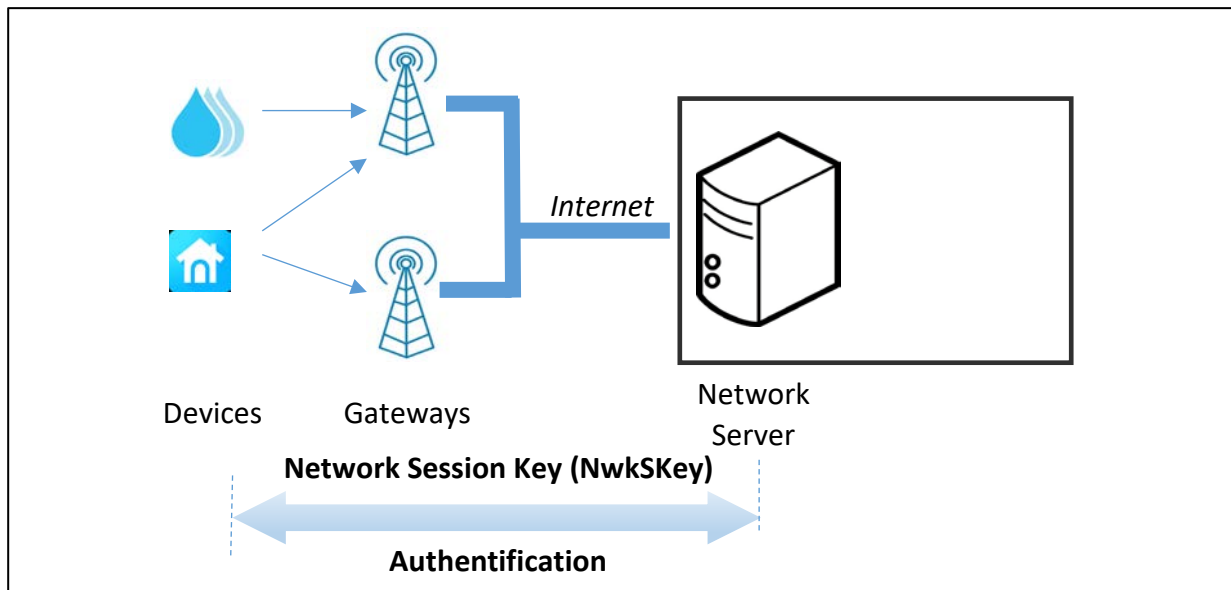 Internet
Devices
Gateways
Network
Server
Network Session Key (NwkSKey)
Authentification